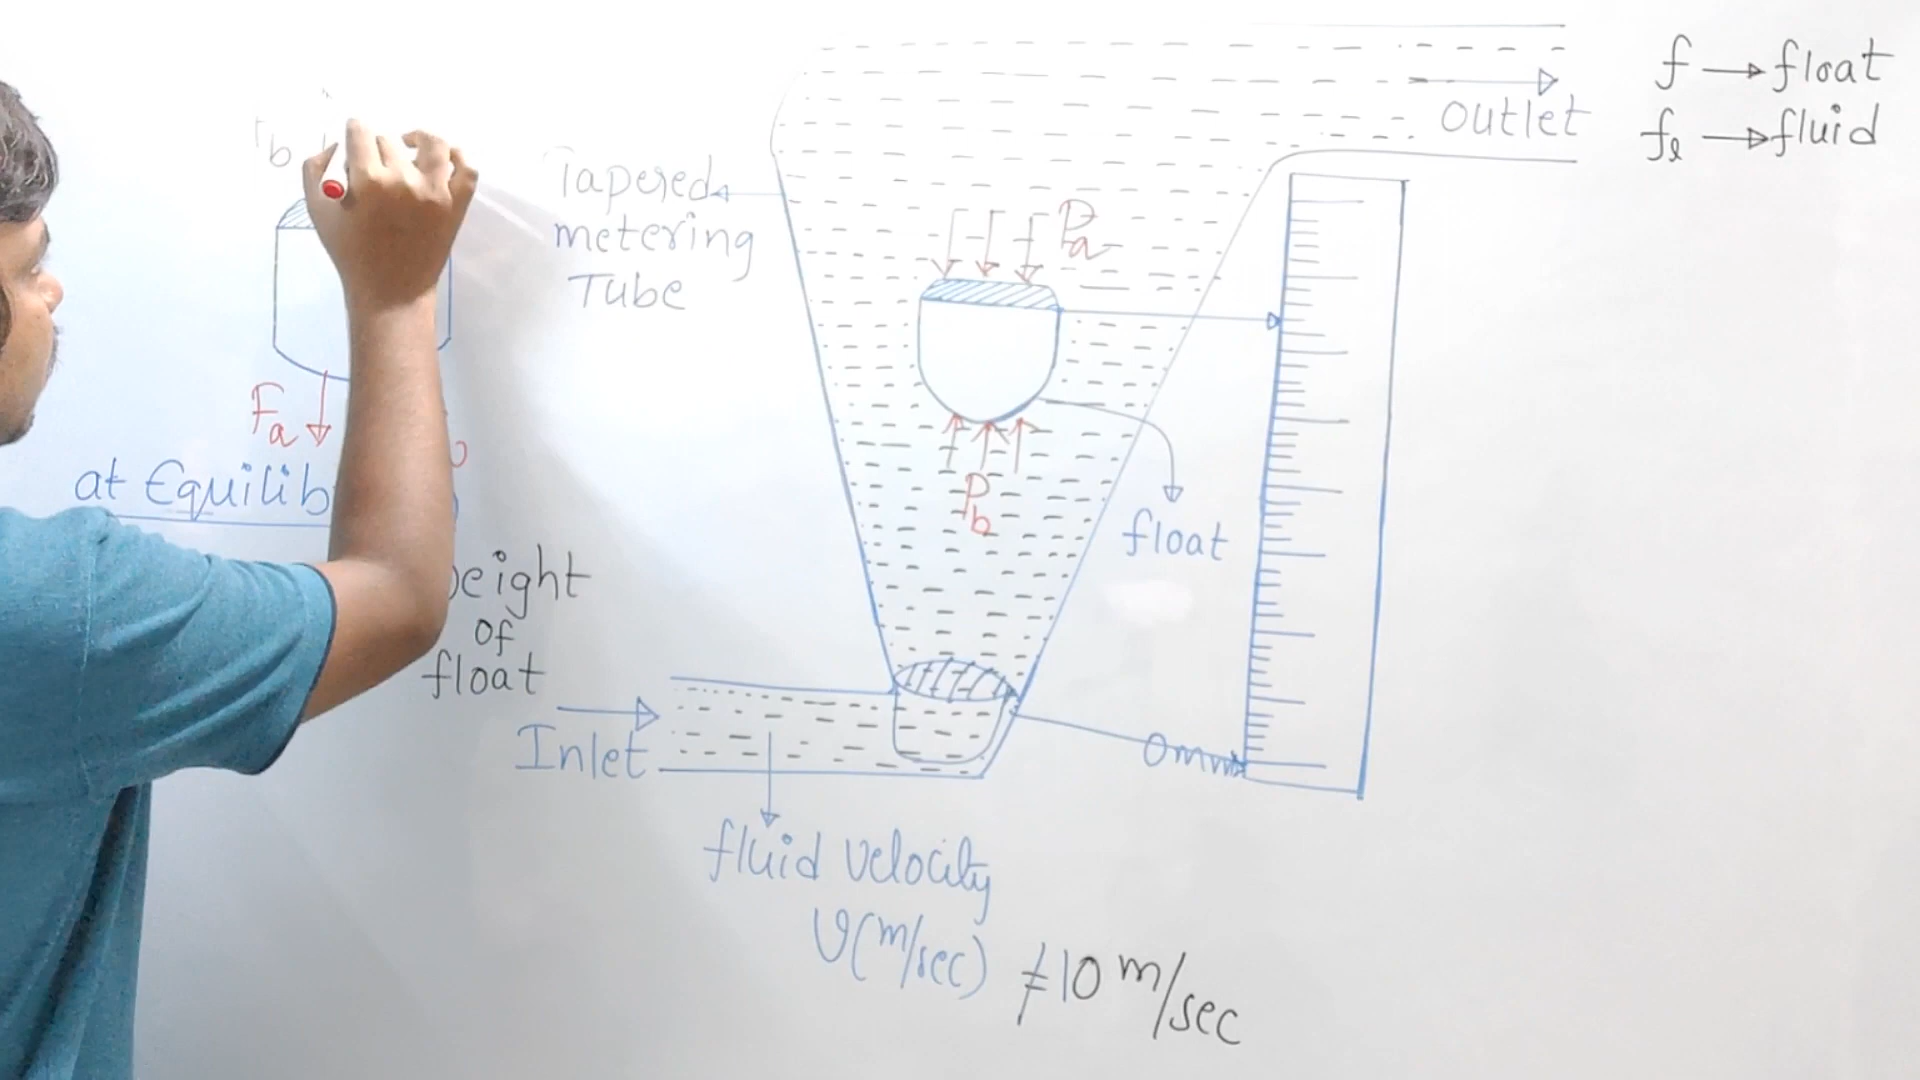 Fa
at Equilib
eight
of
float
Tapered
metering
Tube
Pa
Pb
float
Outlet
f → float
fl → fluid
Inlet
0mm
fluid velocity
V(m/sec) ≠ 10 m/sec